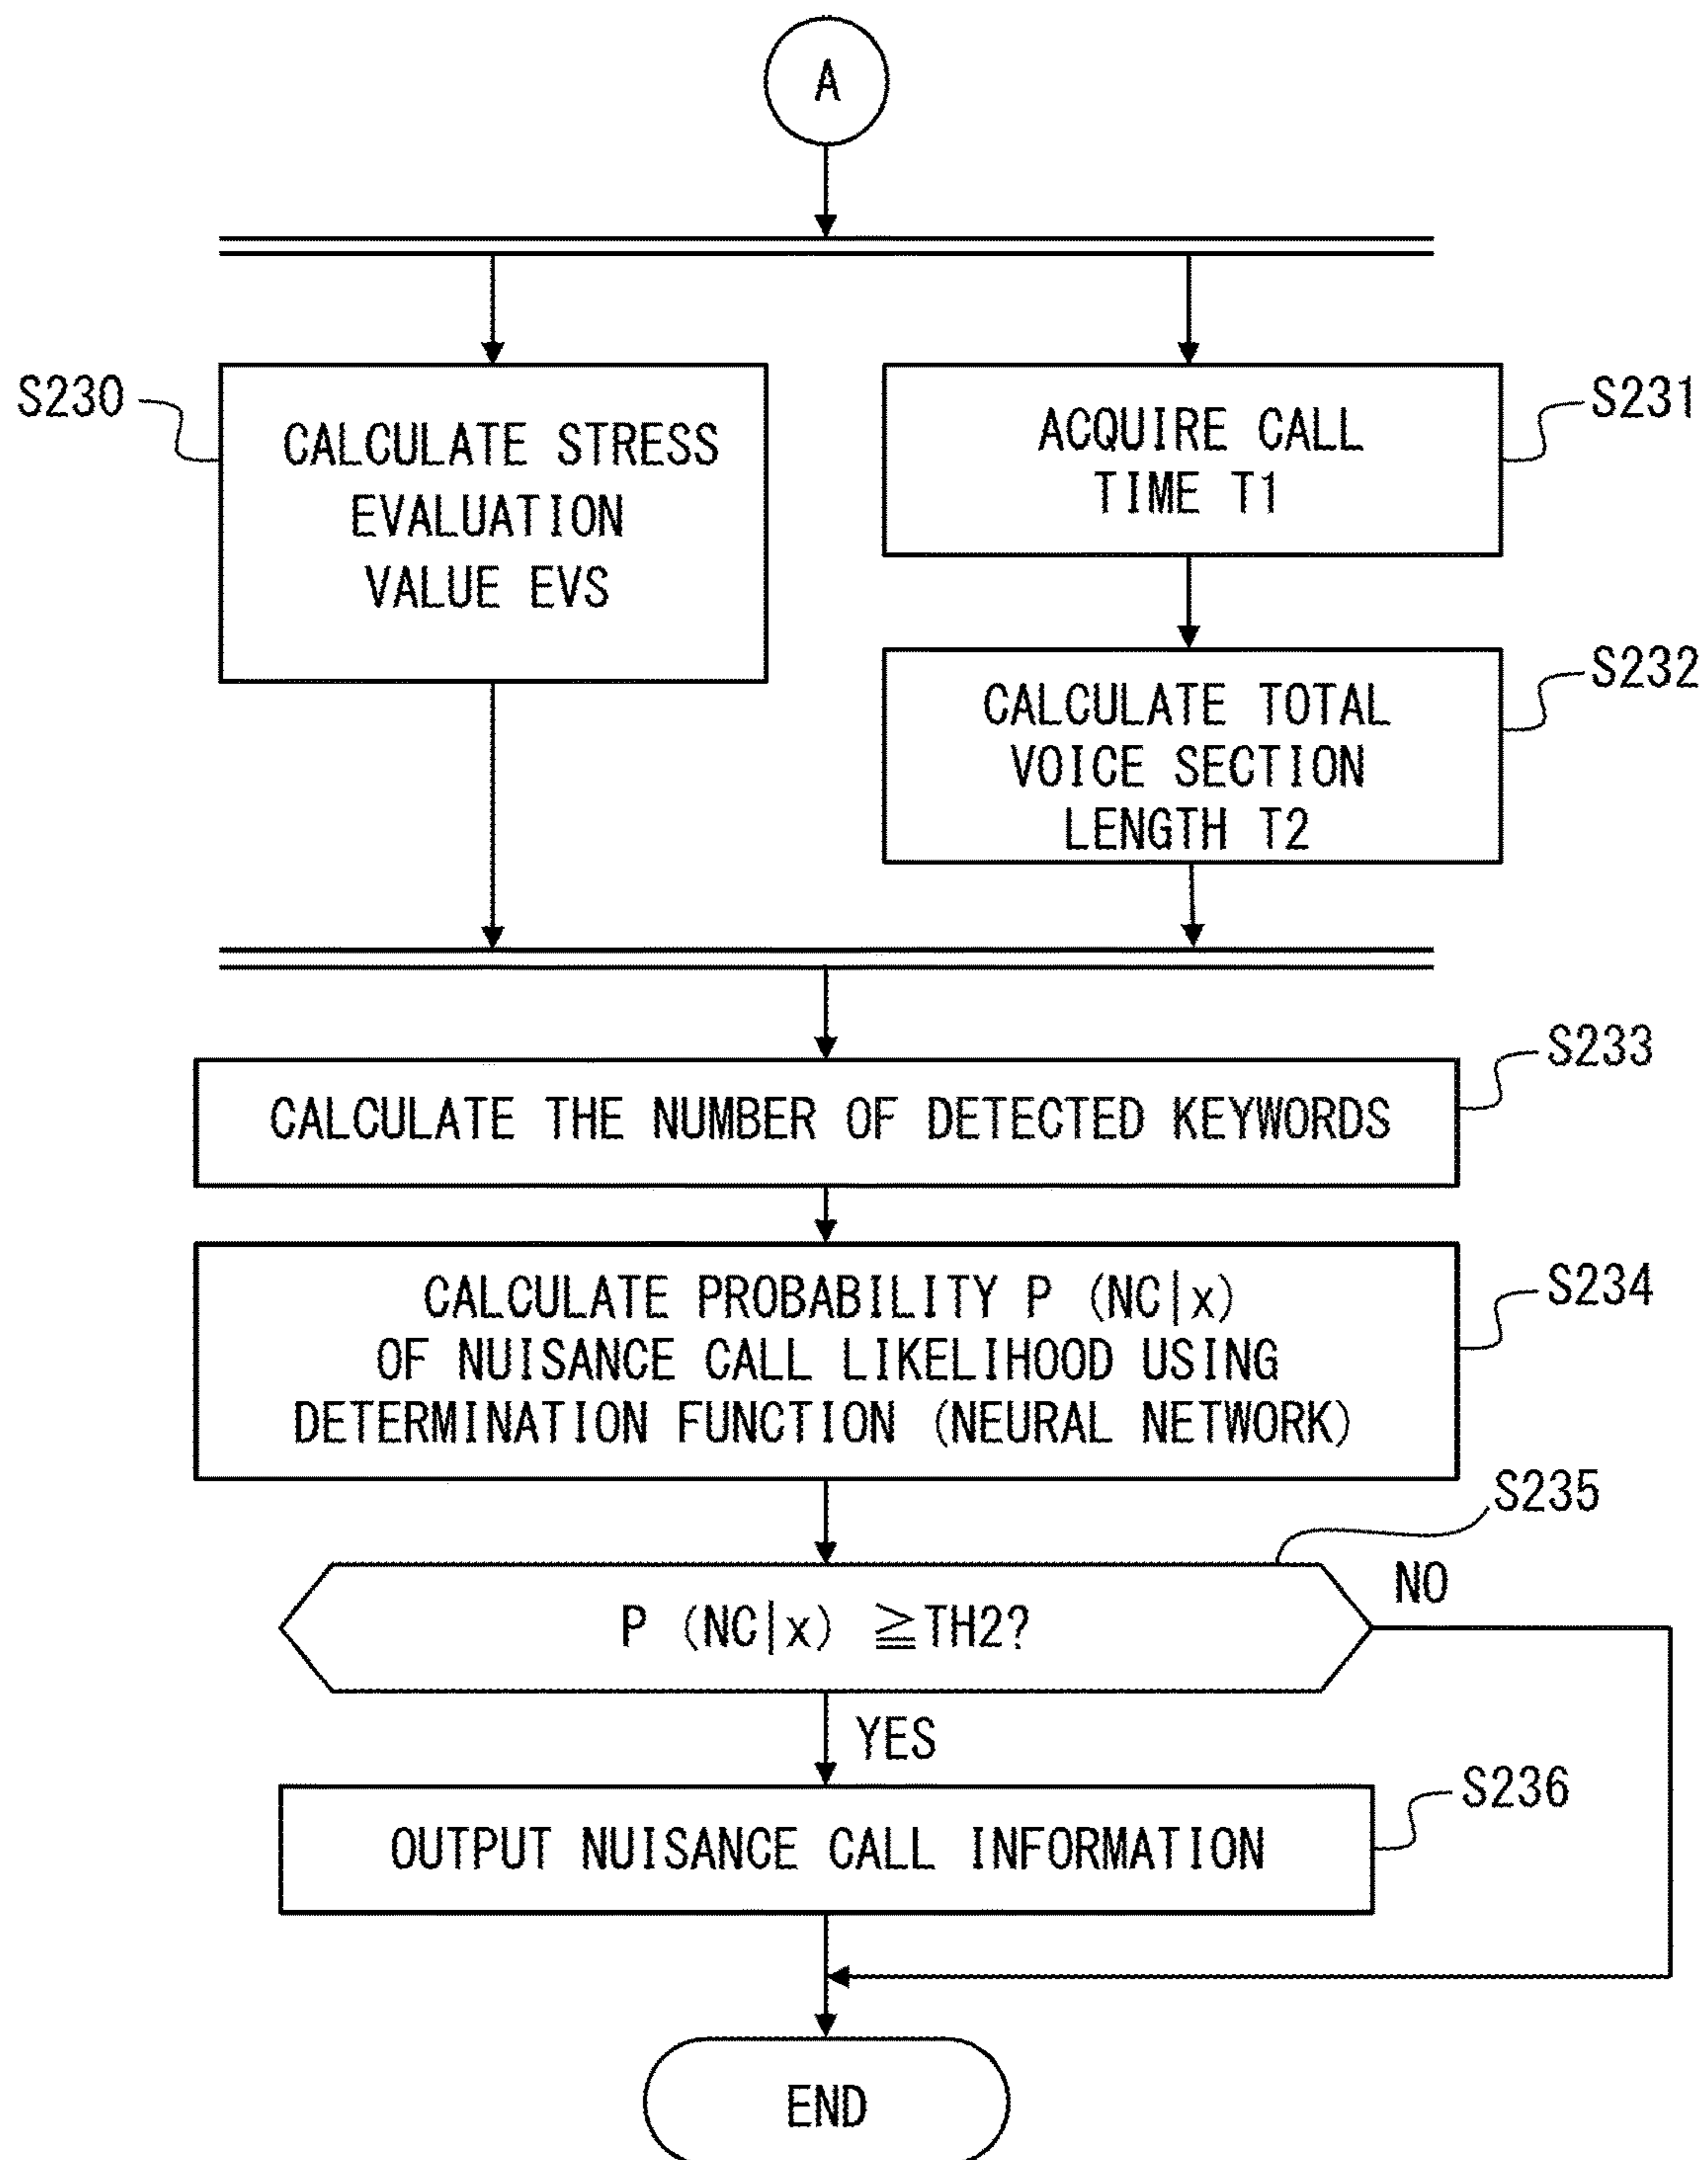 A
S230
CALCULATE STRESS
EVALUATION
VALUE EVS
S231
ACQUIRE CALL
TIME T1
S232
CALCULATE TOTAL
VOICE SECTION
LENGTH T2
S233
CALCULATE THE NUMBER OF DETECTED KEYWORDS
S234
CALCULATE PROBABILITY P (NC|x)
OF NUISANCE CALL LIKELIHOOD USING
DETERMINATION FUNCTION (NEURAL NETWORK)
S235
P (NC|x) ≧TH2?
NO
YES
S236
OUTPUT NUISANCE CALL INFORMATION
END